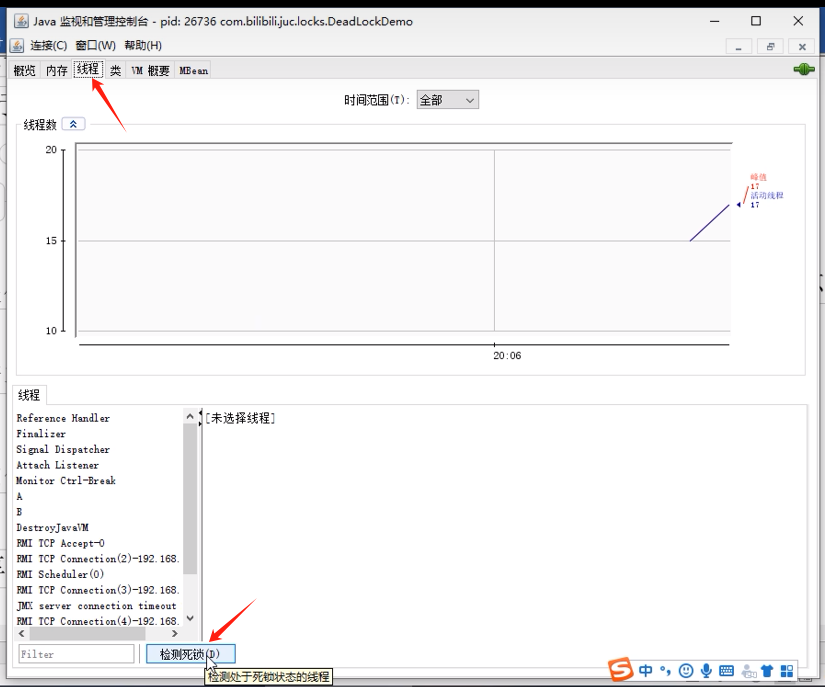 Java 监视和管理控制台 - pid: 26736 com.bilibili.juc.locks.DeadLockDemo
连接(C) 窗口(W) 帮助(H)
概览 内存 线程 类 VM 概要 MBean
时间范围(T): 全部
线程数
20
15
10
峰值
17
活动线程
17
20:06
线程
Reference Handler
Finalizer
Signal Dispatcher
Attach Listener
Monitor Ctrl-Break
A
B
DestroyJavaVM
RMI TCP Accept-0
RMI TCP Connection(2)-192.168.
RMI Scheduler(0)
RMI TCP Connection(3)-192.168.
JMX server connection timeout
RMI TCP Connection(4)-192.168.
[未选择线程]
Filter
检测死锁(D)
检测处于死锁状态的线程
中